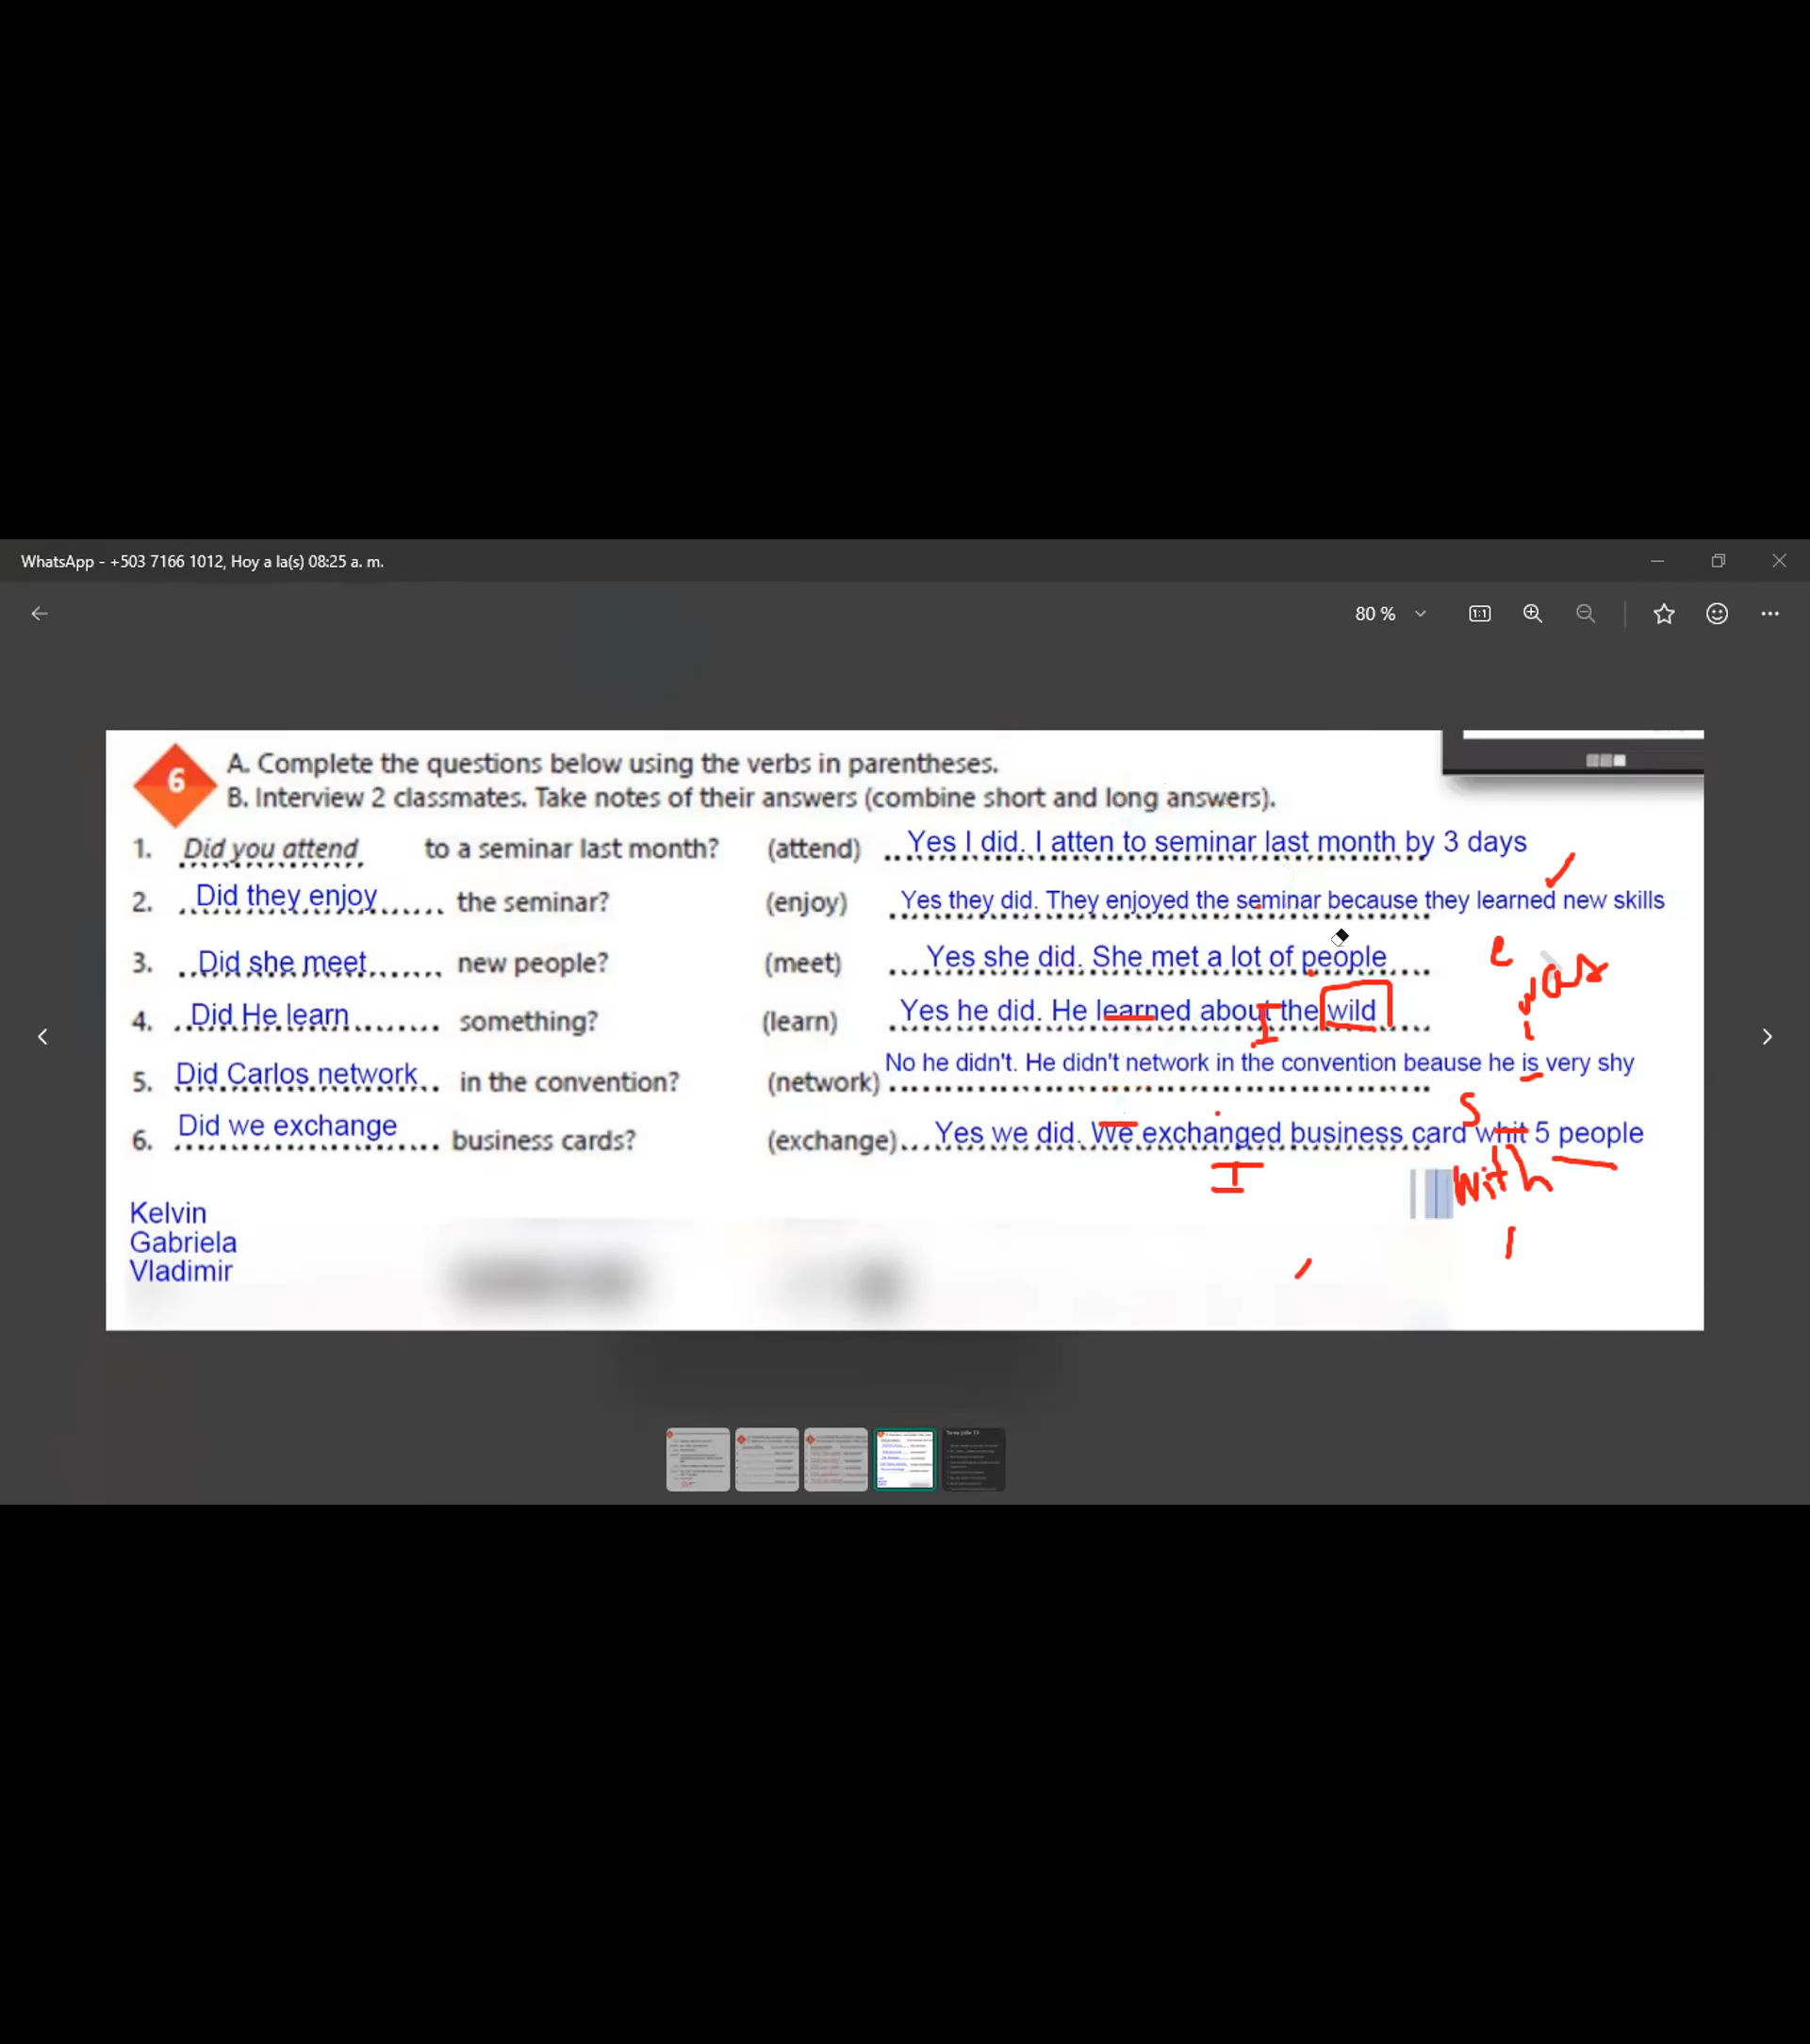 WhatsApp - +503 7166 1012, Hoy a la(s) 08:25 a. m.
80 %
1:1
6
A. Complete the questions below using the verbs in parentheses.
B. Interview 2 classmates. Take notes of their answers (combine short and long answers).
1. Did you attend to a seminar last month? (attend) Yes I did. I atten to seminar last month by 3 days
2. Did they enjoy the seminar? (enjoy) Yes they did. They enjoyed the seminar because they learned new skills
3. Did she meet new people? (meet) Yes she did. She met a lot of people
e
was
4. Did He learn something? (learn) Yes he did. He learned about the wild
I
5. Did Carlos network in the convention? (network) No he didn't. He didn't network in the convention beause he is very shy
s
6. Did we exchange business cards? (exchange) Yes we did. We exchanged business card whit 5 people
I
with
Kelvin
Gabriela
Vladimir